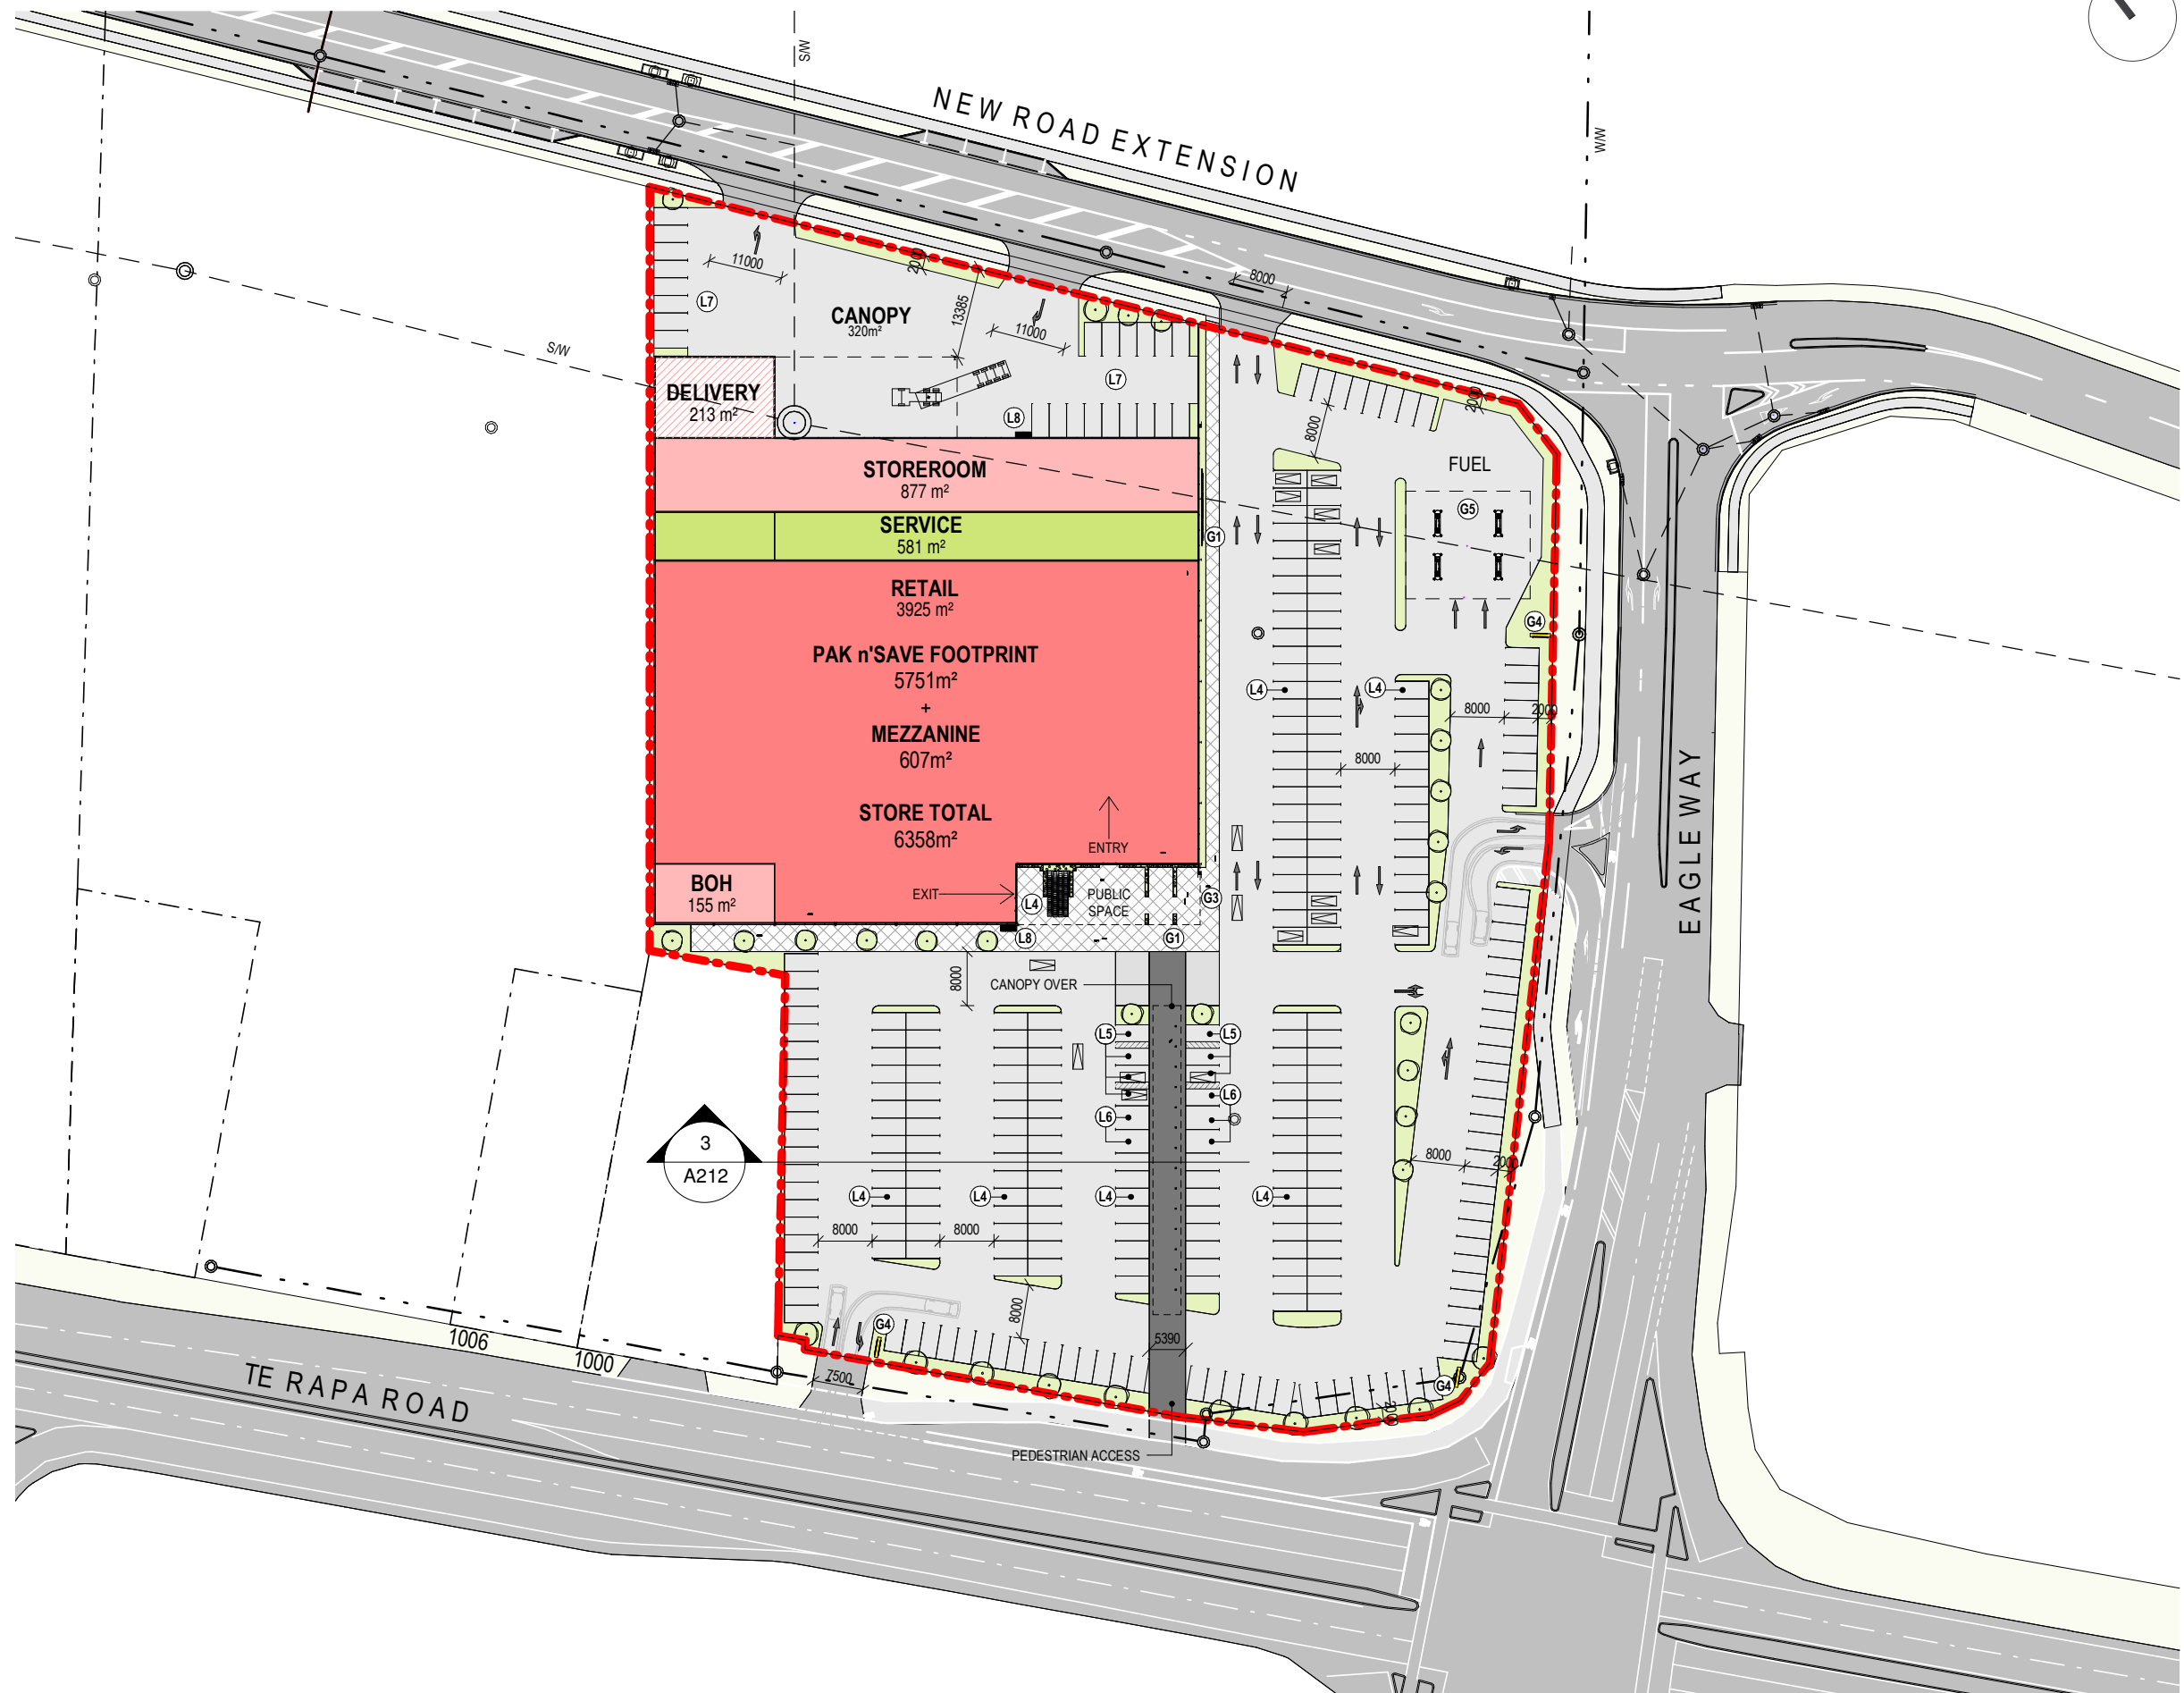 S/W
NEW ROAD EXTENSION
W/W
11000
2000
8000
CANOPY
320m²
13385
11000
L7
S/W
L7
DELIVERY
213 m²
L8
8000
2000
FUEL
STOREROOM
877 m²
G5
SERVICE
581 m²
G1
RETAIL
3925 m²
G4
PAK n'SAVE FOOTPRINT
5751m²
+
MEZZANINE
607m²
L4
L4
8000
2000
8000
STORE TOTAL
6358m²
EAGLE WAY
ENTRY
BOH
155 m²
EXIT
L4
PUBLIC
SPACE
G3
L8
G1
8000
CANOPY OVER
L5
L5
L6
L6
3
A212
8000
2000
L4
L4
L4
L4
8000
8000
8000
G4
5390
7500
G4
2000
1006
1000
TE RAPA ROAD
PEDESTRIAN ACCESS